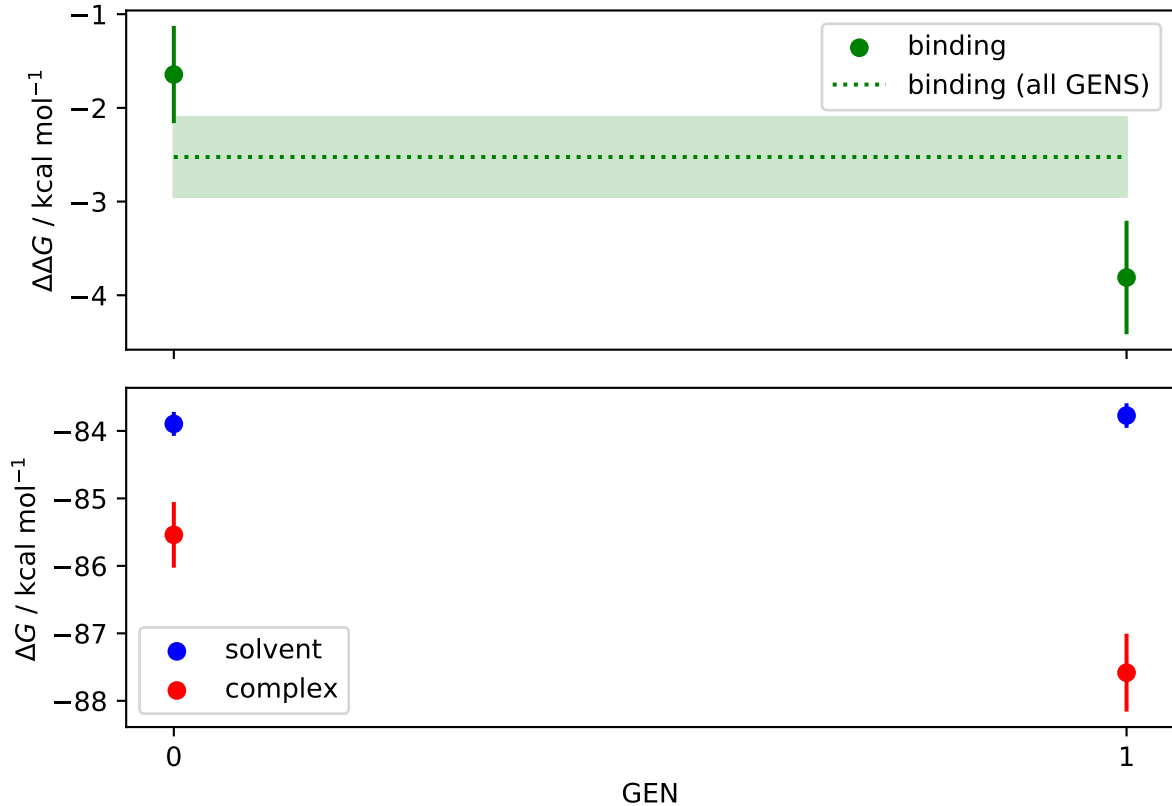 −1
−2
−3
−4
ΔΔG / kcal mol⁻¹
binding
binding (all GENS)
−84
−85
−86
−87
−88
ΔG / kcal mol⁻¹
solvent
complex
0
1
GEN